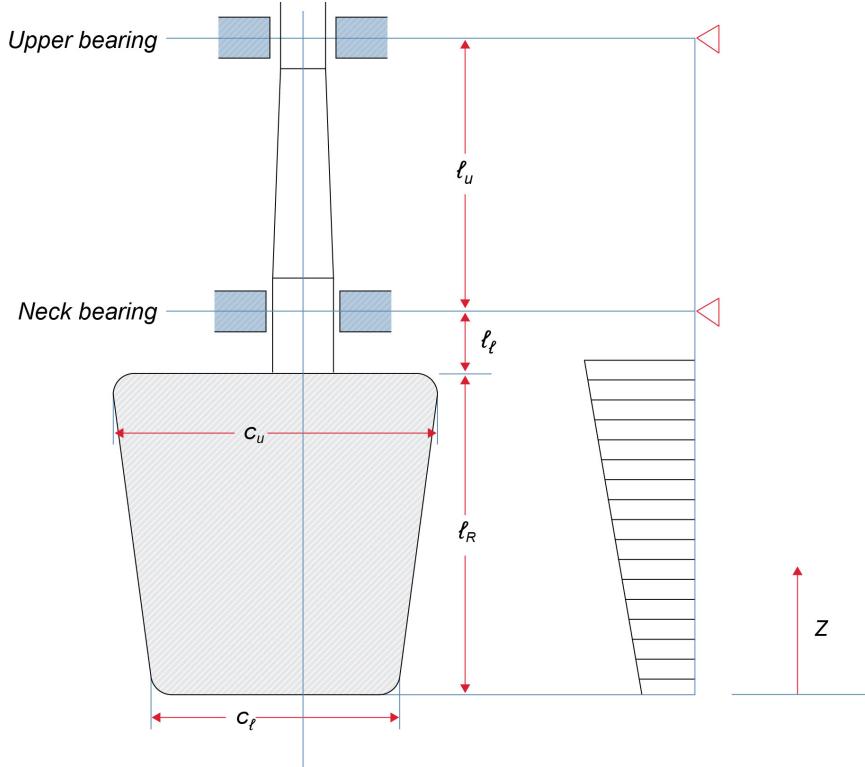 Upper bearing
ℓu
Neck bearing
ℓℓ
cu
ℓR
z
cℓ